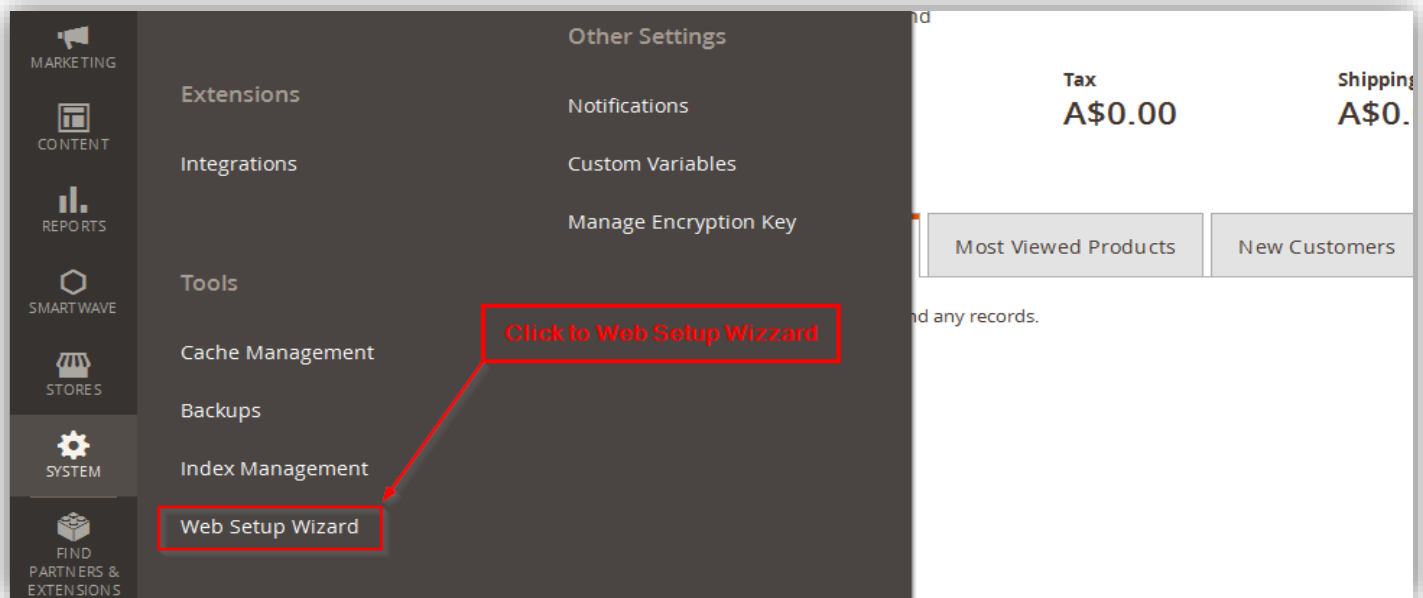 MARKETING
CONTENT
REPORTS
SMARTWAVE
STORES
SYSTEM
FIND
PARTNERS &
EXTENSIONS
Extensions
Integrations
Tools
Cache Management
Backups
Index Management
Web Setup Wizard
Other Settings
Notifications
Custom Variables
Manage Encryption Key
Click to Web Setup Wizzard
Tax
A$0.00
Shipping
A$0.
Most Viewed Products
New Customers
nd any records.